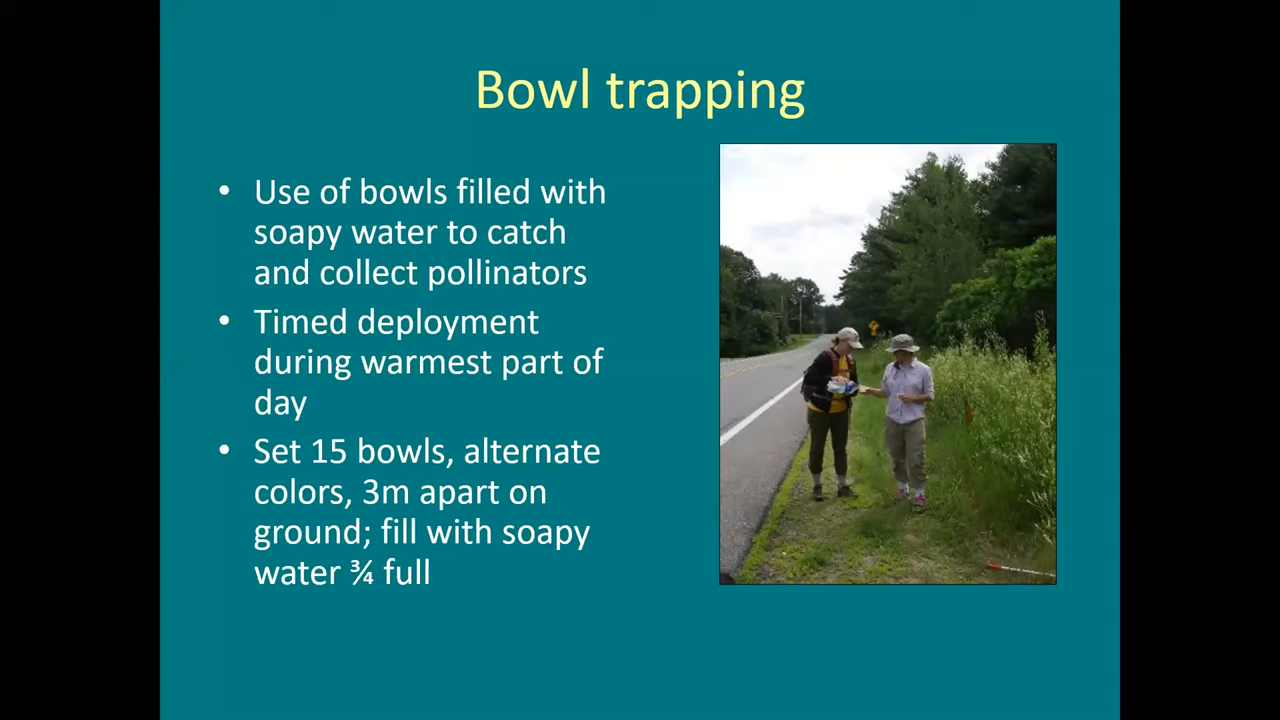 Bowl trapping
• Use of bowls filled with
soapy water to catch
and collect pollinators
• Timed deployment
during warmest part of
day
• Set 15 bowls, alternate
colors, 3m apart on
ground; fill with soapy
water ¾ full